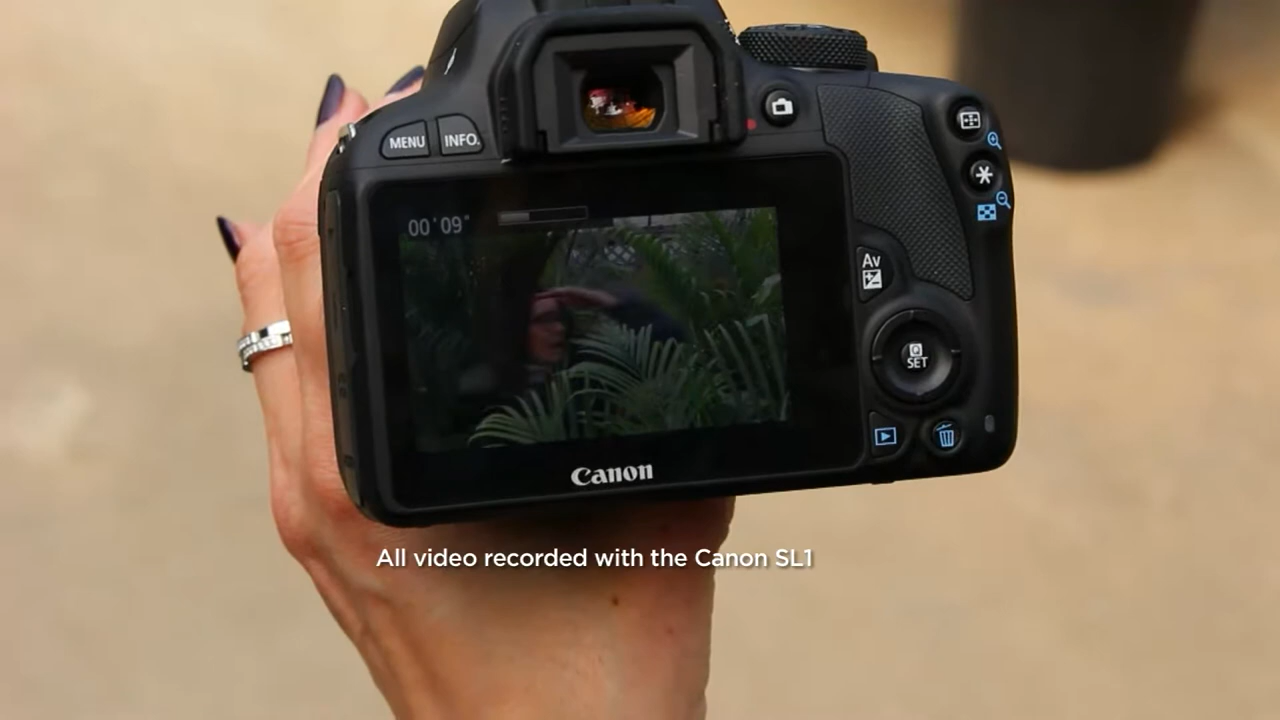 MENU
INFO.
00'09"
Av
Q
SET
Canon
All video recorded with the Canon SL1